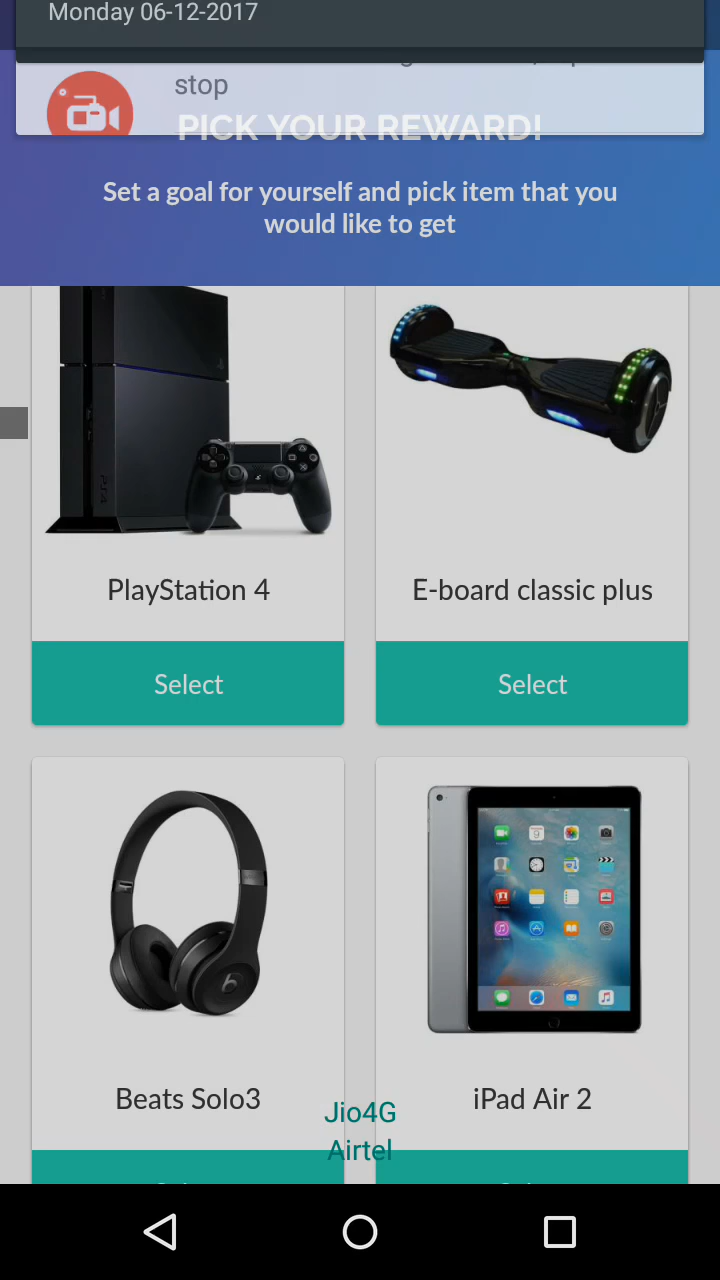 Monday 06-12-2017
stop
PICK YOUR REWARD!
Set a goal for yourself and pick item that you
would like to get
PlayStation 4
E-board classic plus
Select
Select
Beats Solo3
iPad Air 2
Jio4G
Airtel